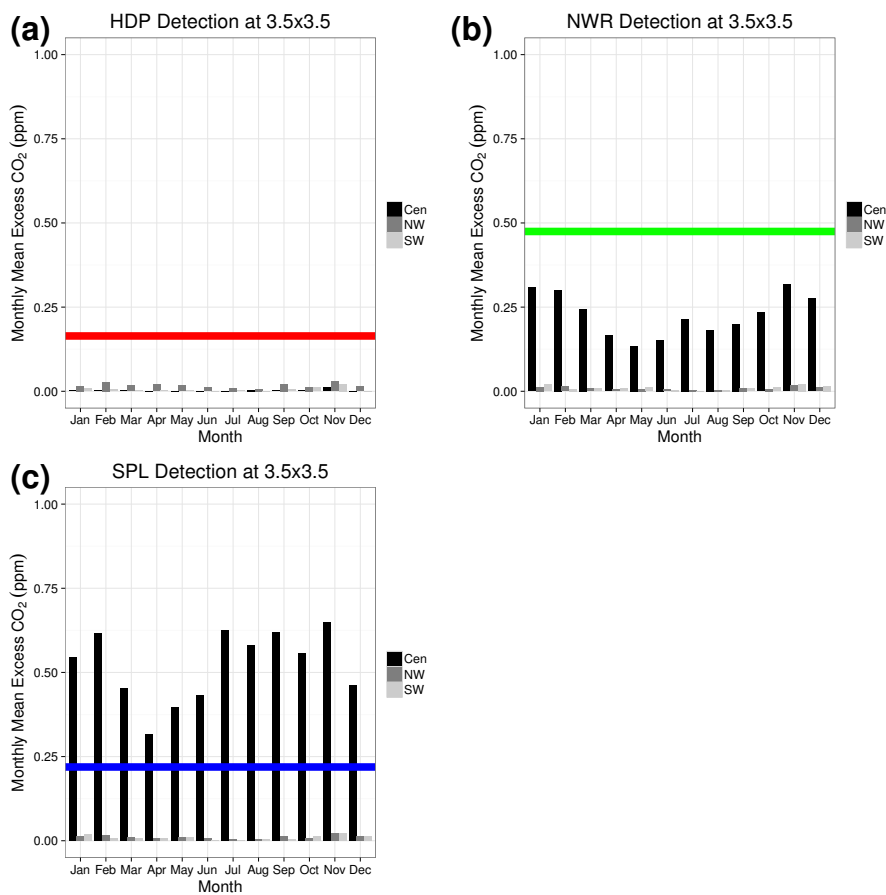 (a)
HDP Detection at 3.5x3.5
Monthly Mean Excess CO₂ (ppm)
1.00
0.75
0.50
0.25
0.00
Jan Feb Mar Apr May Jun Jul Aug Sep Oct Nov Dec
Month
Cen
NW
SW
(b)
NWR Detection at 3.5x3.5
Monthly Mean Excess CO₂ (ppm)
1.00
0.75
0.50
0.25
0.00
Jan Feb Mar Apr May Jun Jul Aug Sep Oct Nov Dec
Month
Cen
NW
SW
(c)
SPL Detection at 3.5x3.5
Monthly Mean Excess CO₂ (ppm)
1.00
0.75
0.50
0.25
0.00
Jan Feb Mar Apr May Jun Jul Aug Sep Oct Nov Dec
Month
Cen
NW
SW